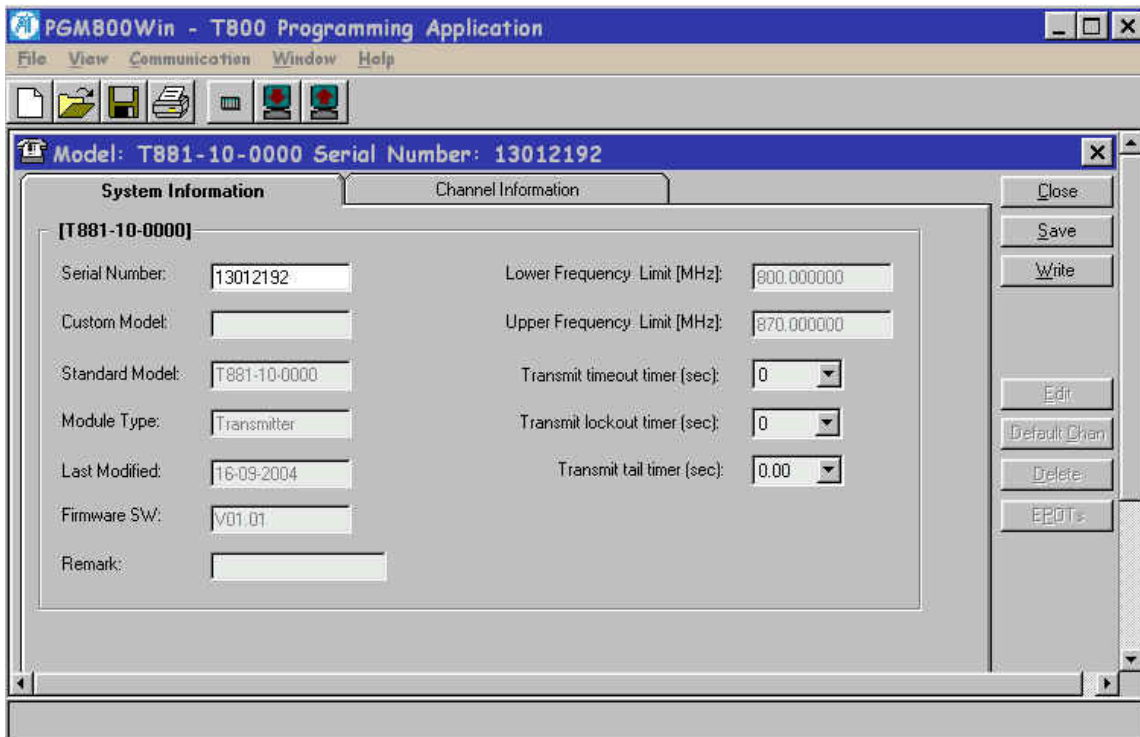 PGM800Win - T800 Programming Application
File View Communication Window Help
Model: T881-10-0000 Serial Number: 13012192
System Information Channel Information
Close
[T881-10-0000]
Save
Serial Number: 13012192 Lower Frequency Limit [MHz]: 800.000000
Write
Custom Model: Upper Frequency Limit [MHz]: 870.000000
Standard Model: T881-10-0000 Transmit timeout timer (sec): 0
Edit
Module Type: Transmitter Transmit lockout timer (sec): 0
Default Chan
Last Modified: 16-09-2004 Transmit tail timer (sec): 0.00
Delete
Firmware SW: V01.01
EPOTs
Remark: